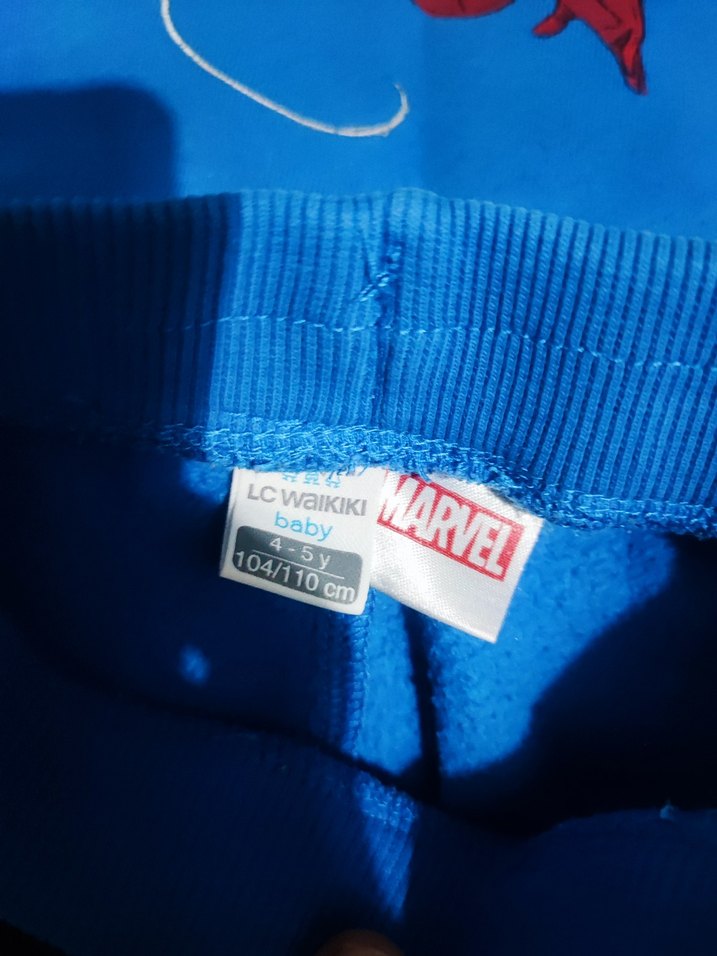 LC WAIKIKI
baby
4 - 5 y
104/110 cm
MARVEL